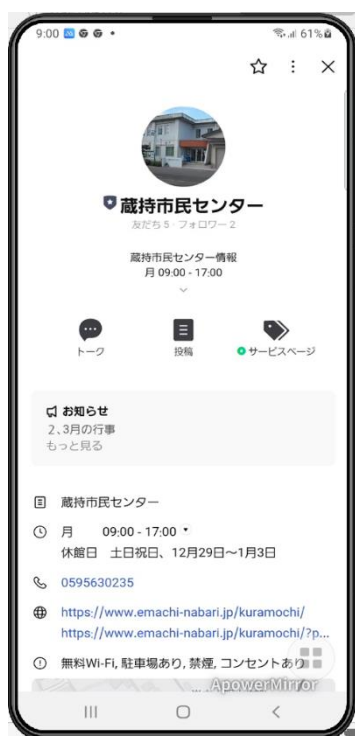 9:00
61%
蔵持市民センター
友だち 5 · フォロワー 2
蔵持市民センター情報
月 09:00 - 17:00
トーク
投稿
サービスページ
お知らせ
2、3月の行事
もっと見る
蔵持市民センター
月 09:00 - 17:00
休館日 土日祝日、12月29日～1月3日
0595630235
https://www.emachi-nabari.jp/kuramochi/
https://www.emachi-nabari.jp/kuramochi/?p...
無料Wi-Fi, 駐車場あり, 禁煙, コンセントあり
ApowerMirror